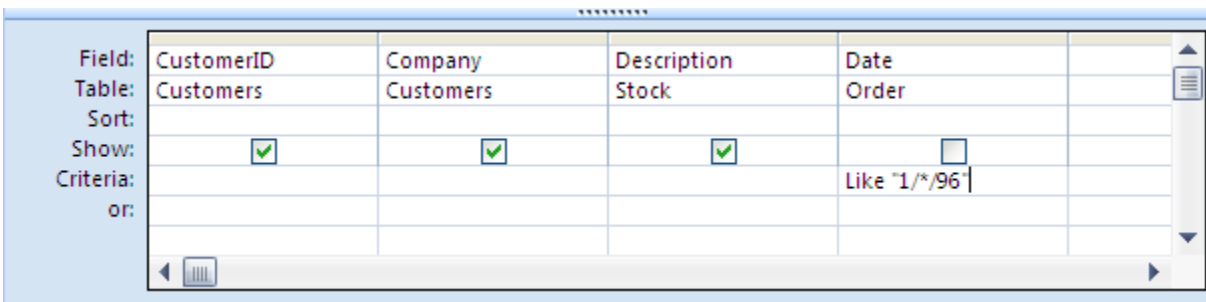 Field: CustomerID Company Description Date
Table: Customers Customers Stock Order
Sort:
Show:
Criteria: Like "1/*/96"
or: